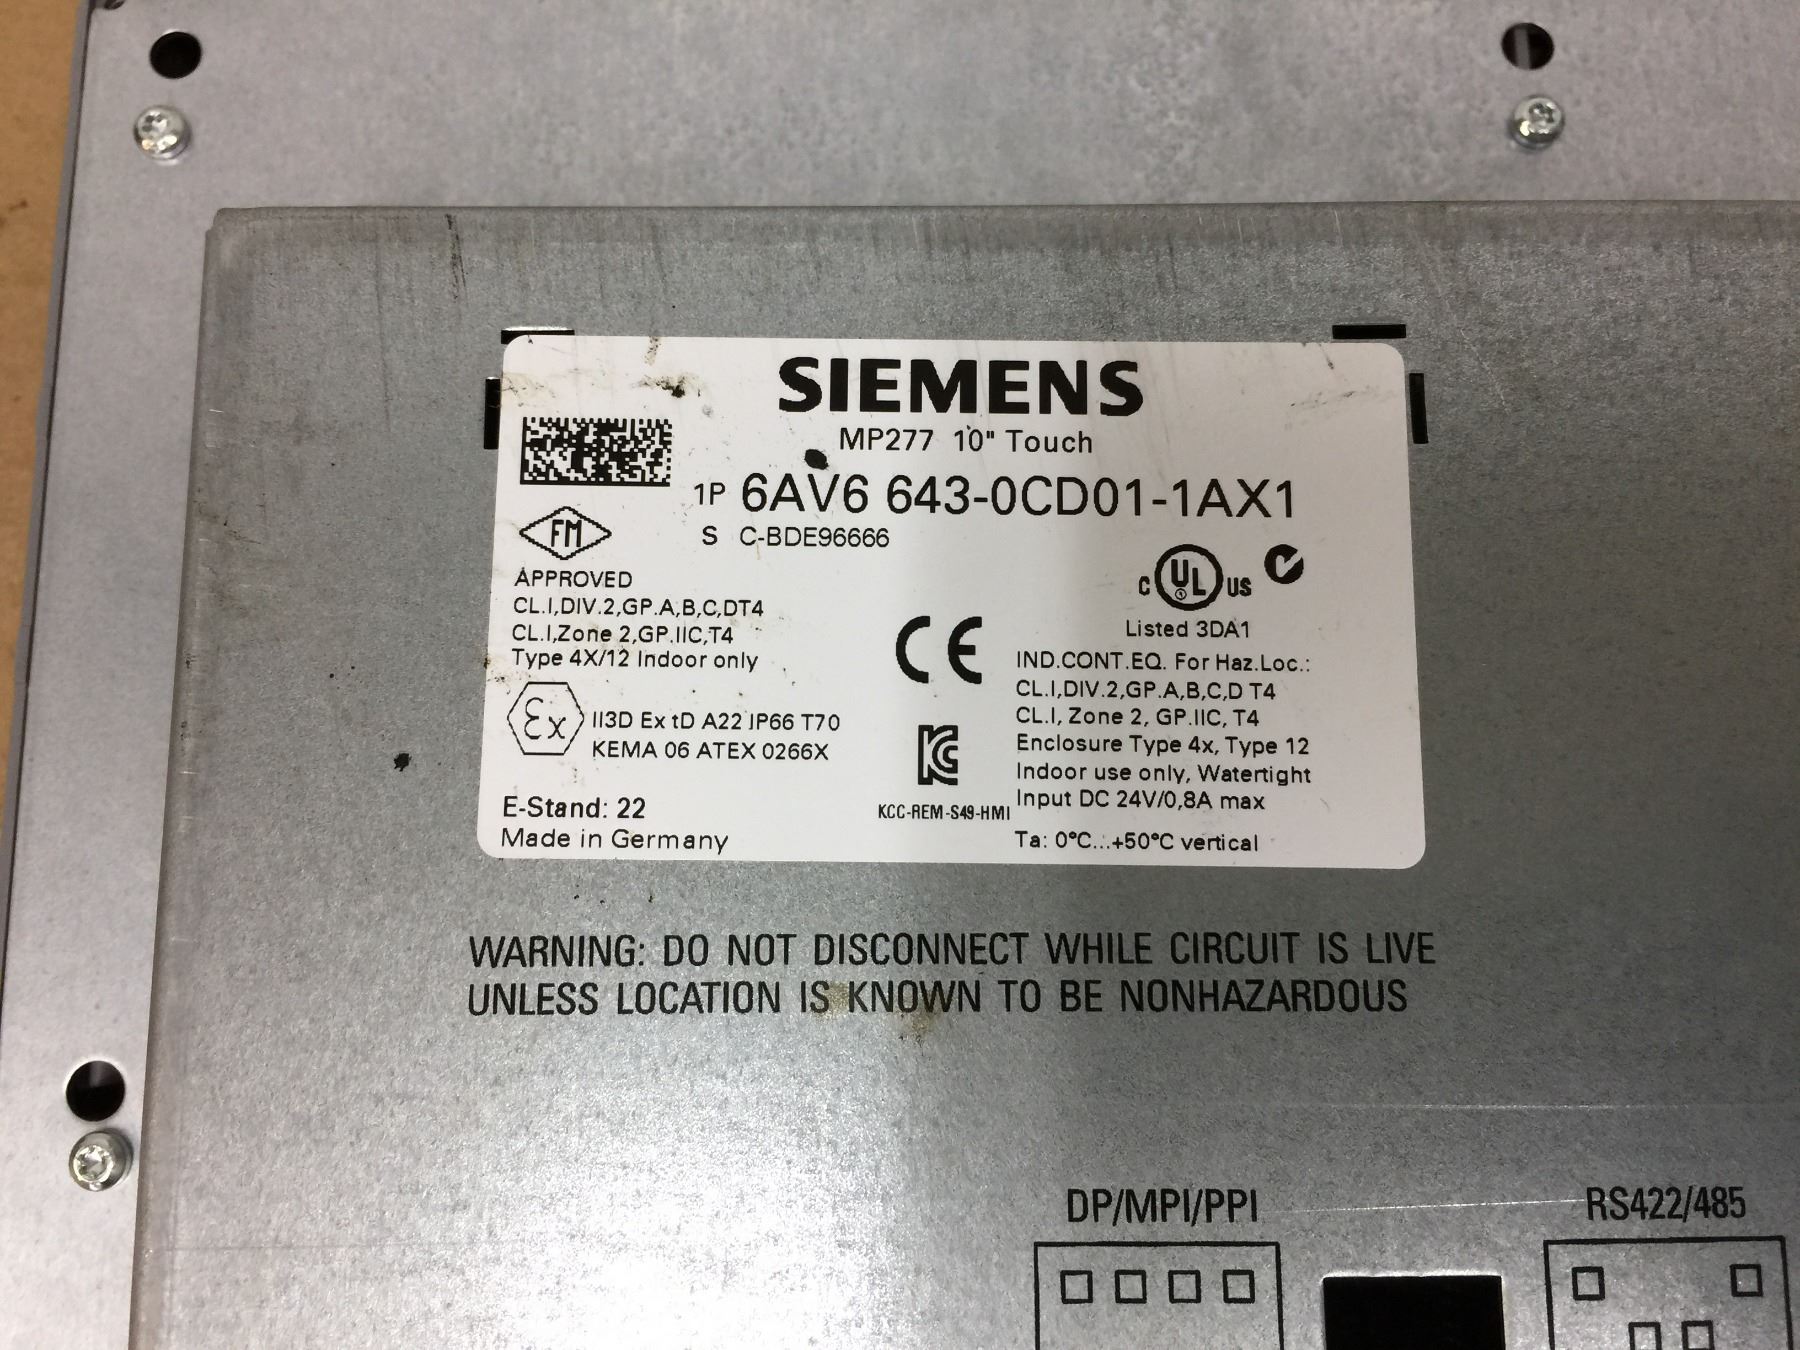 SIEMENS
MP277 10" Touch
1P 6AV6 643-0CD01-1AX1
S C-BDE96666
FM
APPROVED
CL.I,DIV.2,GP.A,B,C,DT4
CL.I,Zone 2,GP.IIC,T4
Type 4X/12 Indoor only
Ex II3D Ex tD A22 IP66 T70
KEMA 06 ATEX 0266X
E-Stand: 22
Made in Germany
CE
KC
KCC-REM-S49-HMI
C UL US
Listed 3DA1
IND.CONT.EQ. For Haz.Loc.:
CL.I,DIV.2,GP.A,B,C,D T4
CL.I, Zone 2, GP.IIC, T4
Enclosure Type 4x, Type 12
Indoor use only, Watertight
Input DC 24V/0,8A max
Ta: 0°C...+50°C vertical
WARNING: DO NOT DISCONNECT WHILE CIRCUIT IS LIVE
UNLESS LOCATION IS KNOWN TO BE NONHAZARDOUS
DP/MPI/PPI
RS422/485